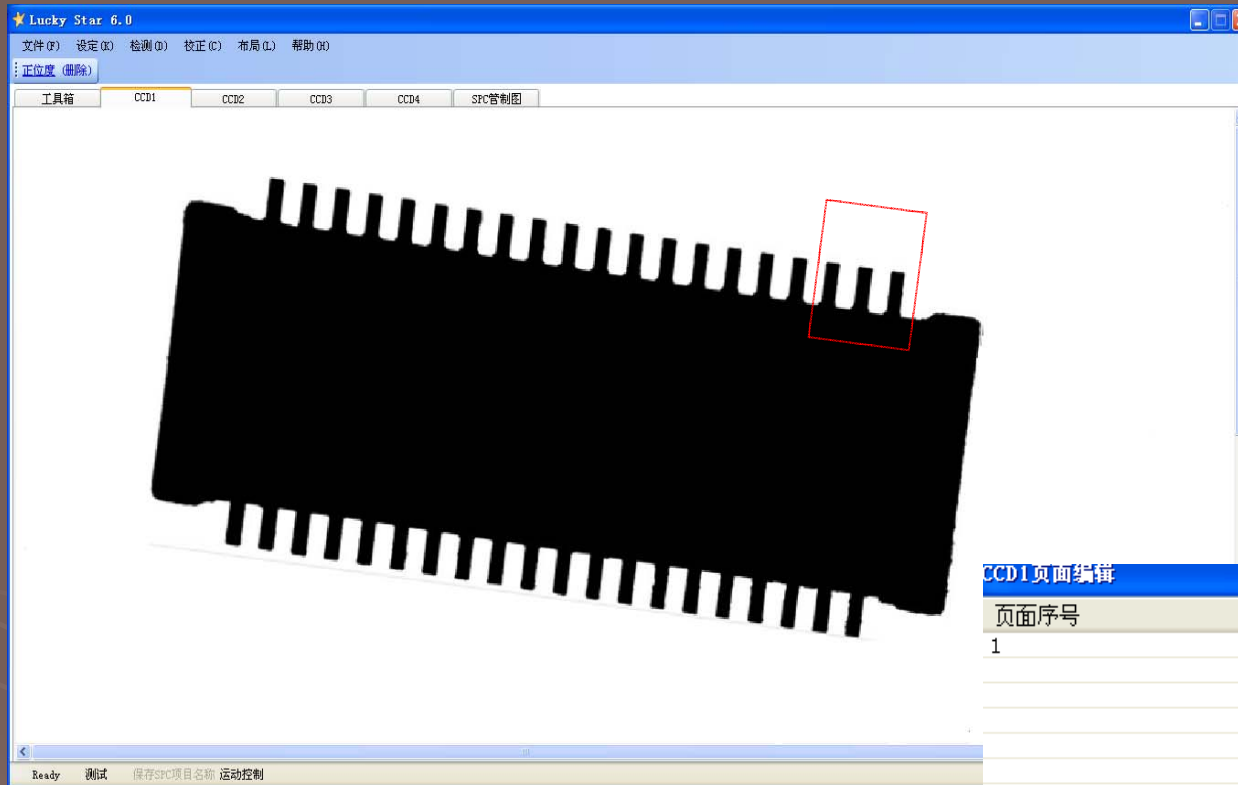 Lucky Star 6.0
文件(F) 设定(K) 检测(D) 校正(C) 布局(L) 帮助(H)
正位度 (删除)
工具箱 CCD1 CCD2 CCD3 CCD4 SPC管制图
CCD1页面编辑
页面序号
1
Ready 测试 保存SPC项目名称 运动控制